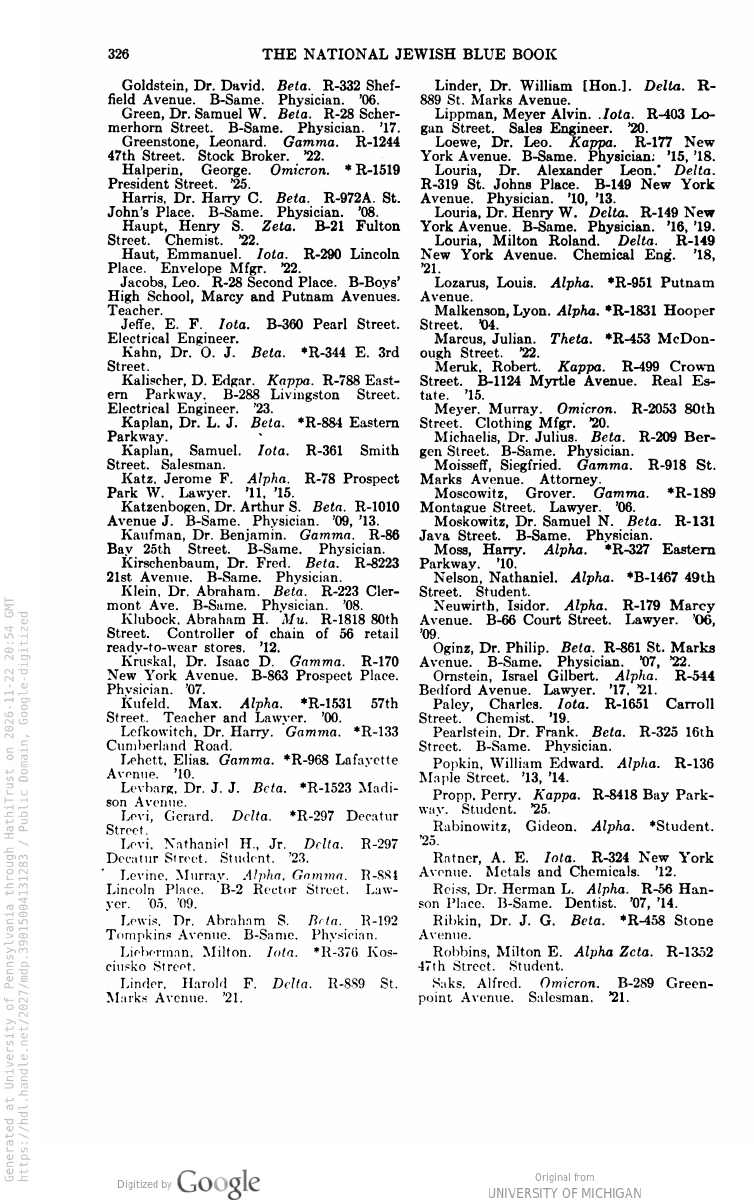 326 THE NATIONAL JEWISH BLUE BOOK
Goldstein, Dr. David. Beta. R-332 Shef-
field Avenue. B-Same. Physician. '06.
Green, Dr. Samuel W. Beta. R-28 Scher-
merhorn Street. B-Same. Physician. '17.
Greenstone, Leonard. Gamma. R-1244
47th Street. Stock Broker. '22.
Halperin, George. Omicron. *R-1519
President Street. '25.
Harris, Dr. Harry C. Beta. R-972A. St.
John's Place. B-Same. Physician. '08.
Haupt, Henry S. Zeta. B-21 Fulton
Street. Chemist. '22.
Haut, Emmanuel. Iota. R-290 Lincoln
Place. Envelope Mfgr. '22.
Jacobs, Leo. R-28 Second Place. B-Boys'
High School, Marcy and Putnam Avenues.
Teacher.
Jeffe, E. F. Iota. B-360 Pearl Street.
Electrical Engineer.
Kahn, Dr. O. J. Beta. *R-344 E. 3rd
Street.
Kalischer, D. Edgar. Kappa. R-788 East-
ern Parkway. B-288 Livingston Street.
Electrical Engineer. '23.
Kaplan, Dr. L. J. Beta. *R-884 Eastern
Parkway.
Kaplan, Samuel. Iota. R-361 Smith
Street. Salesman.
Katz, Jerome F. Alpha. R-78 Prospect
Park W. Lawyer. '11, '15.
Katzenbogen, Dr. Arthur S. Beta. R-1010
Avenue J. B-Same. Physician. '09, '13.
Kaufman, Dr. Benjamin. Gamma. R-86
Bay 25th Street. B-Same. Physician.
Kirschenbaum, Dr. Fred. Beta. R-8223
21st Avenue. B-Same. Physician.
Klein, Dr. Abraham. Beta. R-223 Cler-
mont Ave. B-Same. Physician. '08.
Klubock, Abraham H. Mu. R-1818 80th
Street. Controller of chain of 56 retail
ready-to-wear stores. '12.
Kruskal, Dr. Isaac D. Gamma. R-170
New York Avenue. B-863 Prospect Place.
Physician. '07.
Kufeld, Max. Alpha. *R-1531 57th
Street. Teacher and Lawyer. '00.
Lefkowitch, Dr. Harry. Gamma. *R-133
Cumberland Road.
Lehett, Elias. Gamma. *R-968 Lafayette
Avenue. '10.
Levbarg, Dr. J. J. Beta. *R-1523 Madi-
son Avenue.
Levi, Gerard. Delta. *R-297 Decatur
Street.
Levi, Nathaniel H., Jr. Delta. R-297
Decatur Street. Student. '23.
Levine, Murray. Alpha, Gamma. R-884
Lincoln Place. B-2 Rector Street. Law-
yer. '05, '09.
Lewis, Dr. Abraham S. Beta. R-192
Tompkins Avenue. B-Same. Physician.
Lieberman, Milton. Iota. *R-376 Kos-
ciusko Street.
Linder, Harold F. Delta. R-889 St.
Marks Avenue. '21.
Linder, Dr. William [Hon.]. Delta. R-
889 St. Marks Avenue.
Lippman, Meyer Alvin. .Iota. R-403 Lo-
gan Street. Sales Engineer. '20.
Loewe, Dr. Leo. Kappa. R-177 New
York Avenue. B-Same. Physician: '15, '18.
Louria, Dr. Alexander Leon. Delta.
R-319 St. Johns Place. B-149 New York
Avenue. Physician. '10, '13.
Louria, Dr. Henry W. Delta. R-149 New
York Avenue. B-Same. Physician. '16, '19.
Louria, Milton Roland. Delta. R-149
New York Avenue. Chemical Eng. '18,
'21.
Lozarus, Louis. Alpha. *R-951 Putnam
Avenue.
Malkenson, Lyon. Alpha. *R-1831 Hooper
Street. '04.
Marcus, Julian. Theta. *R-453 McDon-
ough Street. '22.
Meruk, Robert. Kappa. R-499 Crown
Street. B-1124 Myrtle Avenue. Real Es-
tate. '15.
Meyer, Murray. Omicron. R-2053 80th
Street. Clothing Mfgr. '20.
Michaelis, Dr. Julius. Beta. R-209 Ber-
gen Street. B-Same. Physician.
Moisseff, Siegfried. Gamma. R-918 St.
Marks Avenue. Attorney.
Moscowitz, Grover. Gamma. *R-189
Montague Street. Lawyer. '06.
Moskowitz, Dr. Samuel N. Beta. R-131
Java Street. B-Same. Physician.
Moss, Harry. Alpha. *R-327 Eastern
Parkway. '10.
Nelson, Nathaniel. Alpha. *B-1467 49th
Street. Student.
Neuwirth, Isidor. Alpha. R-179 Marcy
Avenue. B-66 Court Street. Lawyer. '06,
'09.
Oginz, Dr. Philip. Beta. R-861 St. Marks
Avenue. B-Same. Physician. '07, '22.
Ornstein, Israel Gilbert. Alpha. R-544
Bedford Avenue. Lawyer. '17, '21.
Paley, Charles. Iota. R-1651 Carroll
Street. Chemist. '19.
Pearlstein, Dr. Frank. Beta. R-325 16th
Street. B-Same. Physician.
Popkin, William Edward. Alpha. R-136
Maple Street. '13, '14.
Propp, Perry. Kappa. R-8418 Bay Park-
way. Student. '25.
Rabinowitz, Gideon. Alpha. *Student.
'25.
Ratner, A. E. Iota. R-324 New York
Avenue. Metals and Chemicals. '12.
Reiss, Dr. Herman L. Alpha. R-56 Han-
son Place. B-Same. Dentist. '07, '14.
Ribkin, Dr. J. G. Beta. *R-458 Stone
Avenue.
Robbins, Milton E. Alpha Zeta. R-1352
47th Street. Student.
Saks, Alfred. Omicron. B-289 Green-
point Avenue. Salesman. '21.
Generated at University of Pennsylvania through HathiTrust on 2026-11-22 20:54 GMT
https://hdl.handle.net/2027/mdp.39015004131283 / Public Domain, Google-digitized
Digitized by Google
Original from
UNIVERSITY OF MICHIGAN